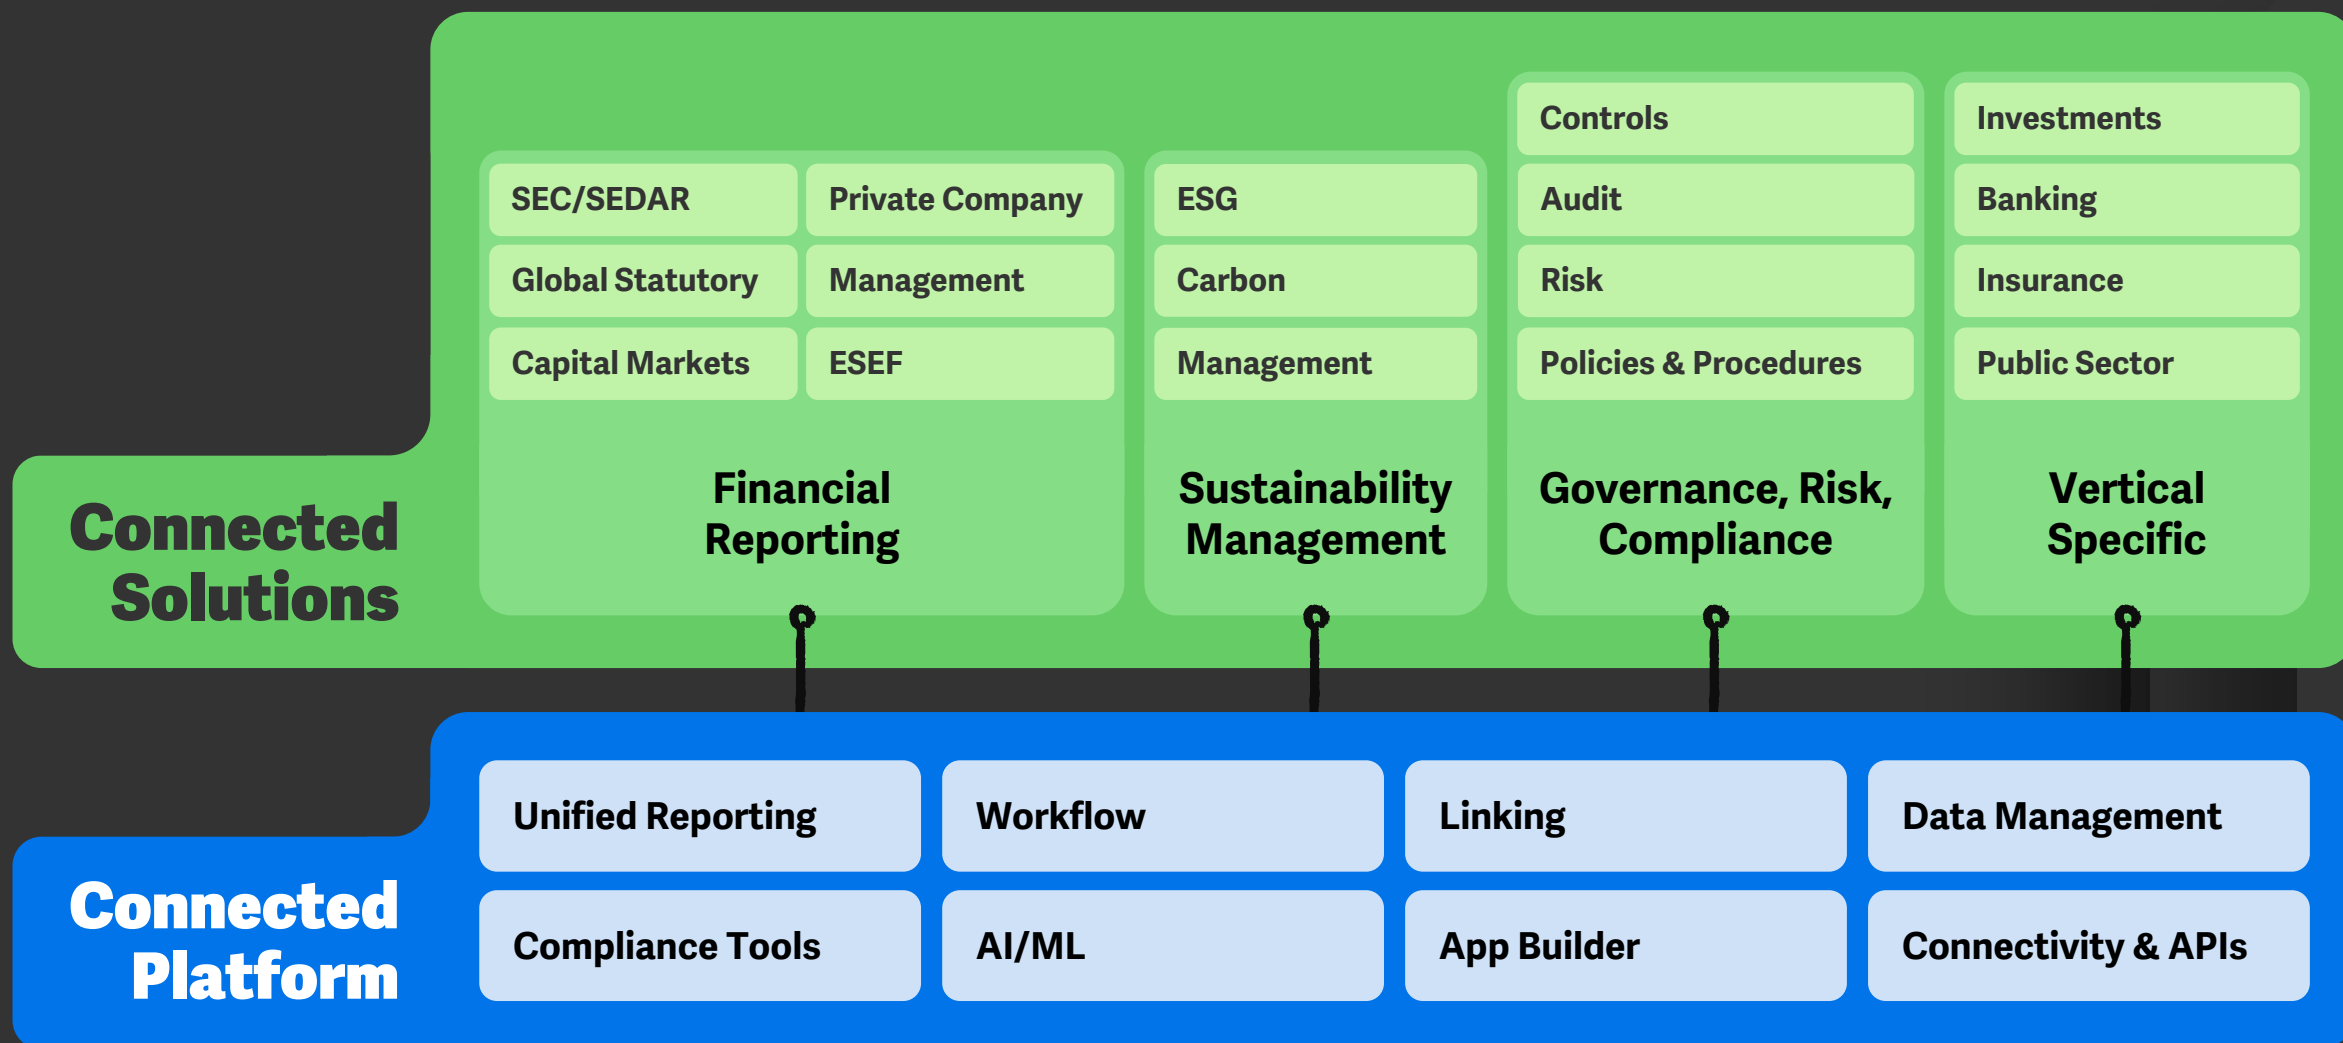 Controls
Investments
SEC/SEDAR
Private Company
ESG
Audit
Banking
Global Statutory
Management
Carbon
Risk
Insurance
Capital Markets
ESEF
Management
Policies & Procedures
Public Sector
Financial
Reporting
Sustainability
Management
Governance, Risk,
Compliance
Vertical
Specific
Connected
Solutions
Unified Reporting
Workflow
Linking
Data Management
Connected
Platform
Compliance Tools
AI/ML
App Builder
Connectivity & APIs